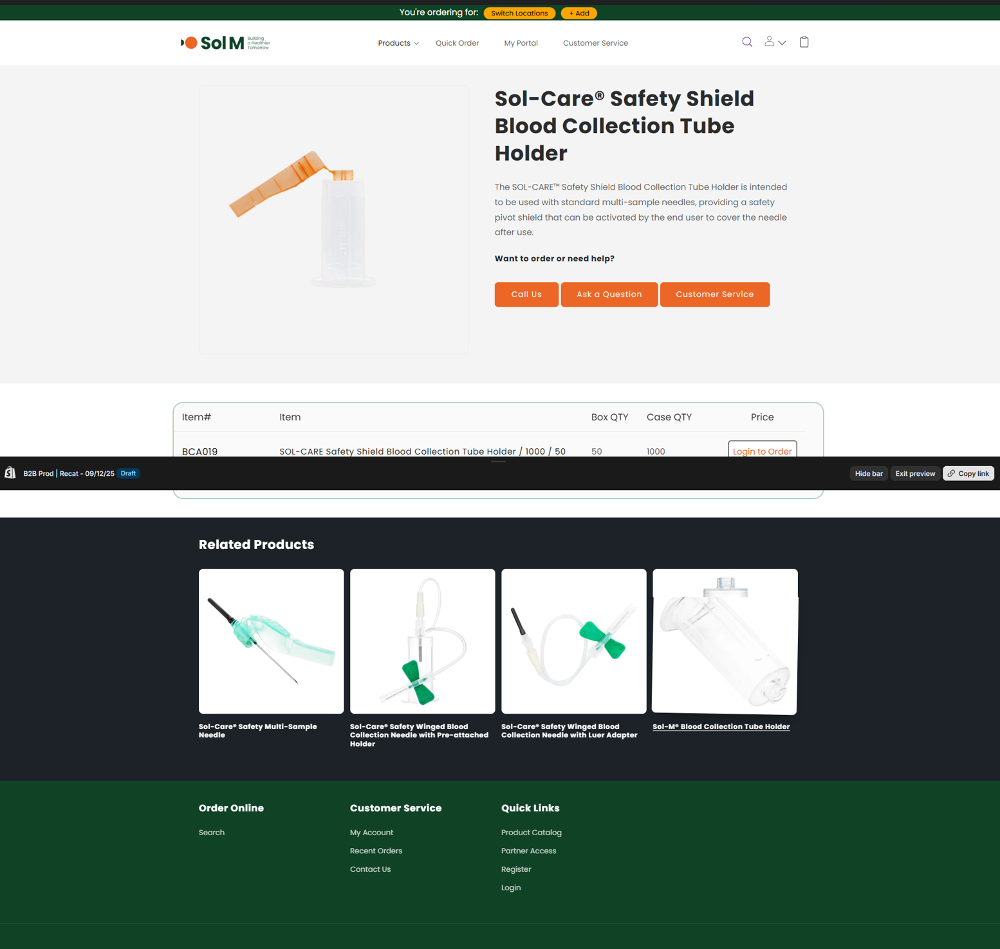 You're ordering for: Switch Locations + Add
Sol M Building
a Healthier
Tomorrow
Products Quick Order My Portal Customer Service
Sol-Care® Safety Shield
Blood Collection Tube
Holder
The SOL-CARE™ Safety Shield Blood Collection Tube Holder is intended
to be used with standard multi-sample needles, providing a safety
pivot shield that can be activated by the end user to cover the needle
after use.
Want to order or need help?
Call Us Ask a Question Customer Service
Item# Item Box QTY Case QTY Price
BCA019 SOL-CARE Safety Shield Blood Collection Tube Holder / 1000 / 50 50 1000 Login to Order
B2B Prod | Recat - 09/12/25 Draft Hide bar Exit preview Copy link
Related Products
Sol-Care® Safety Multi-Sample
Needle
Sol-Care® Safety Winged Blood
Collection Needle with Pre-attached
Holder
Sol-Care® Safety Winged Blood
Collection Needle with Luer Adapter
Sol-M® Blood Collection Tube Holder
Order Online
Search
Customer Service
My Account
Recent Orders
Contact Us
Quick Links
Product Catalog
Partner Access
Register
Login